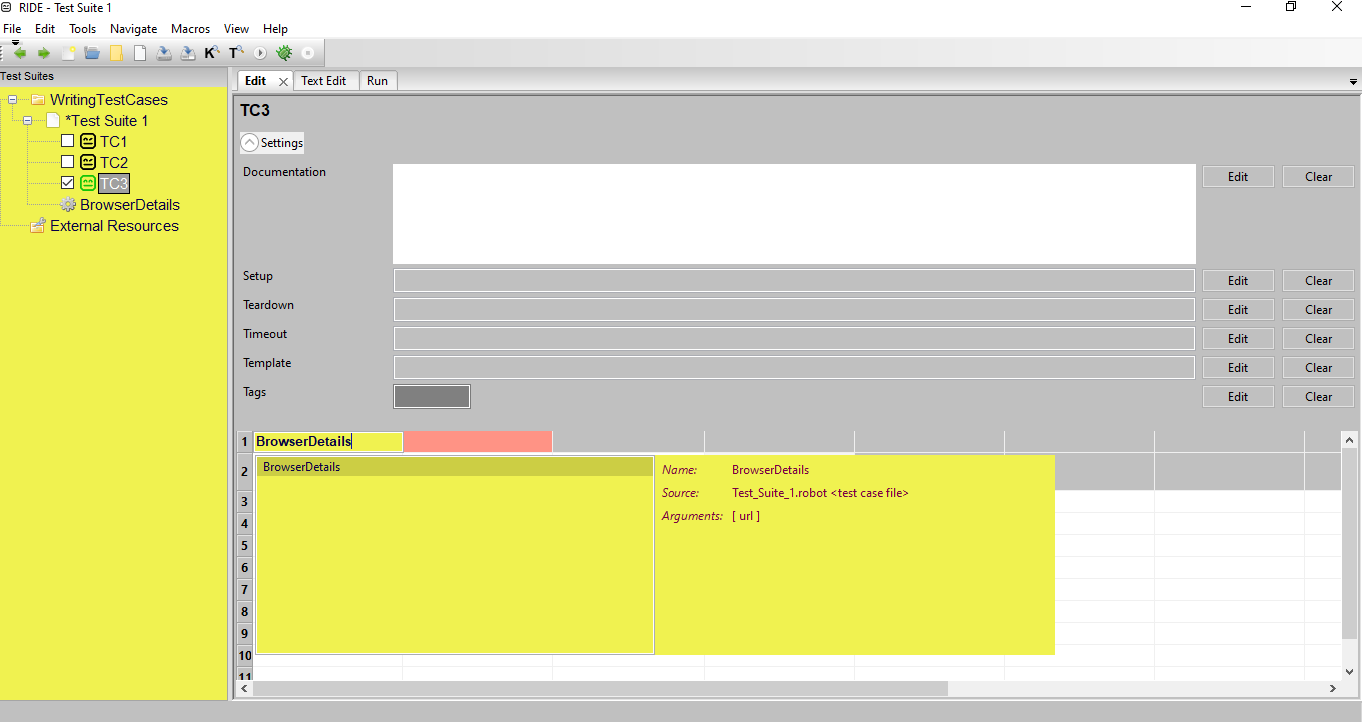 RIDE - Test Suite 1
File Edit Tools Navigate Macros View Help
K T
Test Suites
Edit Text Edit Run
WritingTestCases
*Test Suite 1
TC1
TC2
TC3
BrowserDetails
External Resources
TC3
Settings
Documentation Edit Clear
Setup Edit Clear
Teardown Edit Clear
Timeout Edit Clear
Template Edit Clear
Tags Edit Clear
1 BrowserDetails
2 BrowserDetails
Name: BrowserDetails
Source: Test_Suite_1.robot <test case file>
Arguments: [ url ]
3
4
5
6
7
8
9
10
11